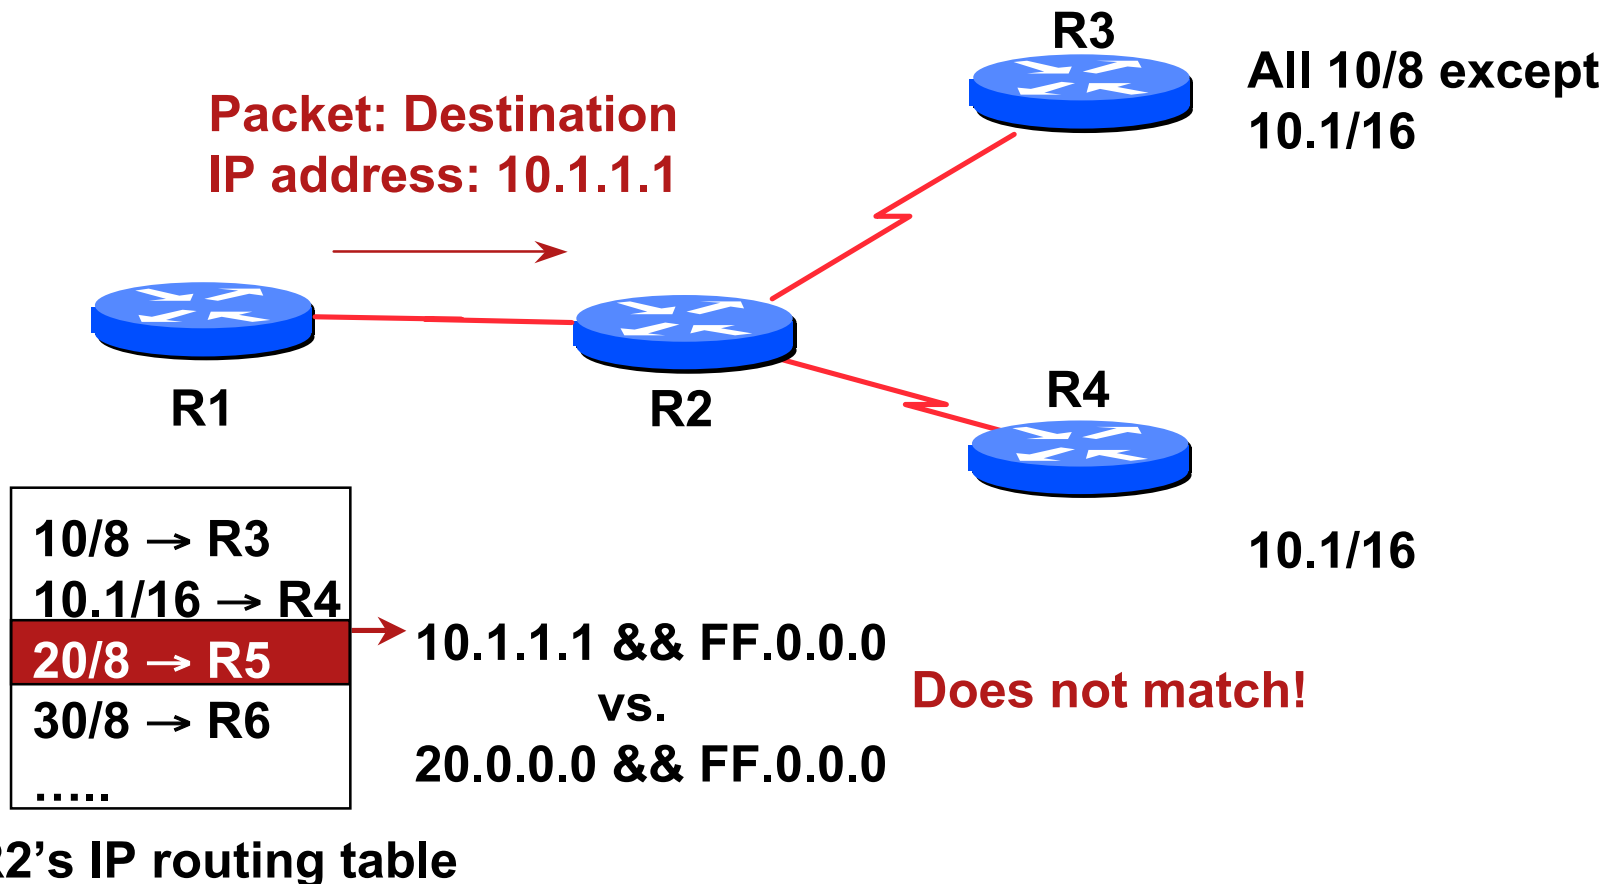 R3
All 10/8 except
10.1/16
Packet: Destination
IP address: 10.1.1.1
R1
R2
R4
10.1/16
10/8 → R3
10.1/16 → R4
20/8 → R5
30/8 → R6
…..
10.1.1.1 && FF.0.0.0
vs.
20.0.0.0 && FF.0.0.0
Does not match!
R2’s IP routing table